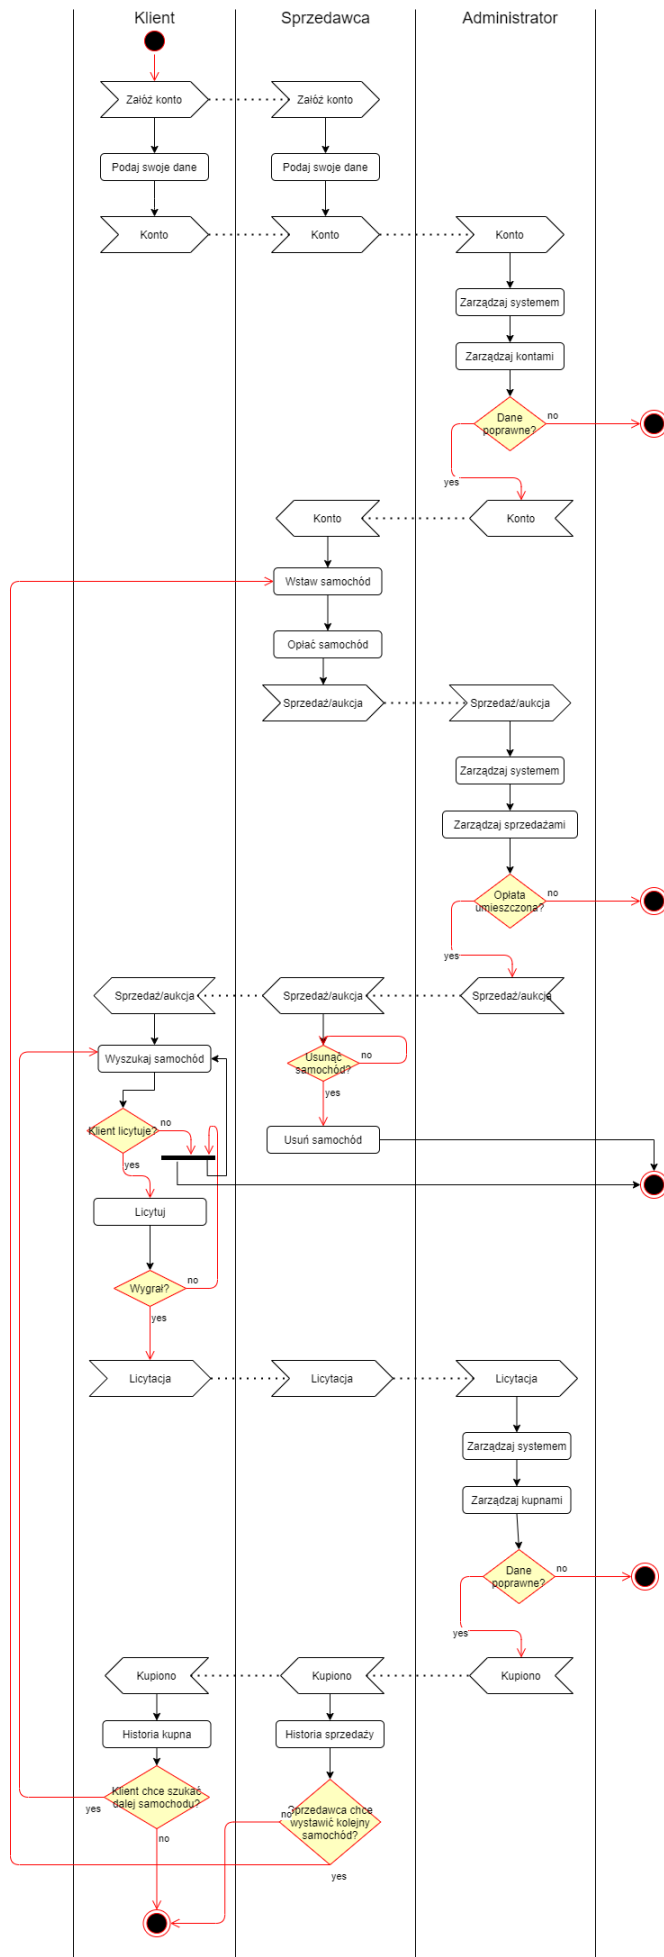 Klient
Sprzedawca
Administrator
Załóż konto
Załóż konto
Podaj swoje dane
Podaj swoje dane
Konto
Konto
Konto
Zarządzaj systemem
Zarządzaj kontami
Dane
poprawne?
no
yes
Konto
Konto
Wstaw samochód
Opłać samochód
Sprzedaż/aukcja
Sprzedaż/aukcja
Zarządzaj systemem
Zarządzaj sprzedażami
Opłata
umieszczona?
no
yes
Sprzedaż/aukcja
Sprzedaż/aukcja
Sprzedaż/aukcja
Wyszukaj samochód
Usunąć
samochód?
no
yes
Klient licytuje?
no
yes
Usuń samochód
Licytuj
Wygrał?
no
yes
Licytacja
Licytacja
Licytacja
Zarządzaj systemem
Zarządzaj kupnami
Dane
poprawne?
no
yes
Kupiono
Kupiono
Kupiono
Historia kupna
Historia sprzedaży
Klient chce szukać
dalej samochodu?
yes
no
Sprzedawca chce
wystawić kolejny
samochód?
no
yes